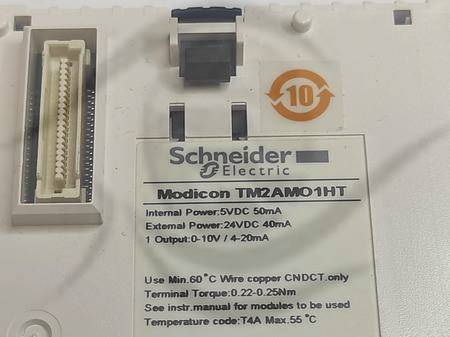 10
Schneider
Electric
Modicon TM2AMO1HT
Internal Power:5VDC 50mA
External Power:24VDC 40mA
1 Output:0-10V / 4-20mA
Use Min.60°C Wire copper CNDCT.only
Terminal Torque:0.22-0.25Nm
See instr.manual for modules to be used
Temperature code:T4A Max.55 °C